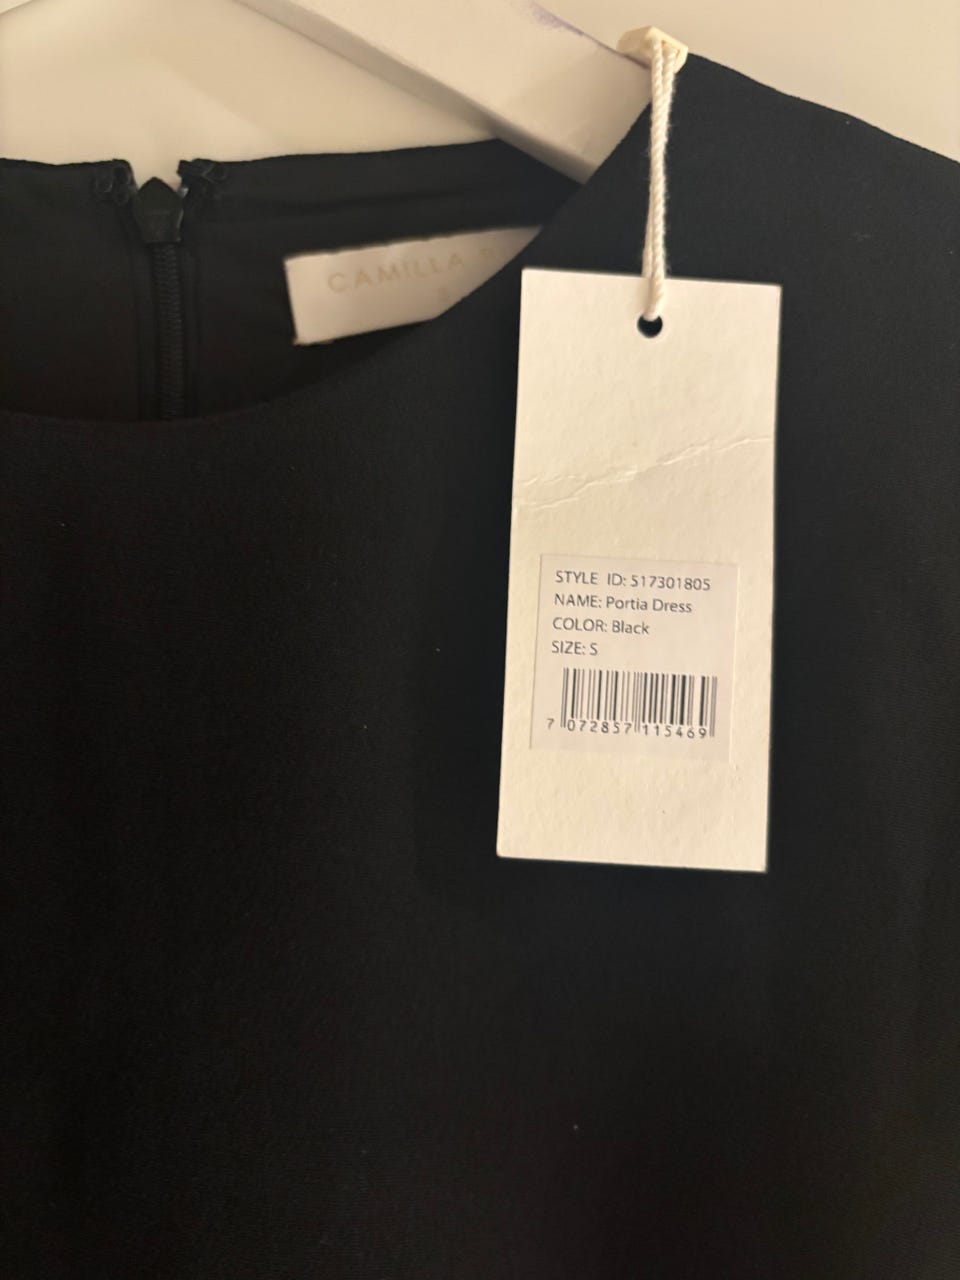 CAMILLA
STYLE ID: 517301805
NAME: Portia Dress
COLOR: Black
SIZE: S
7 072857 115469